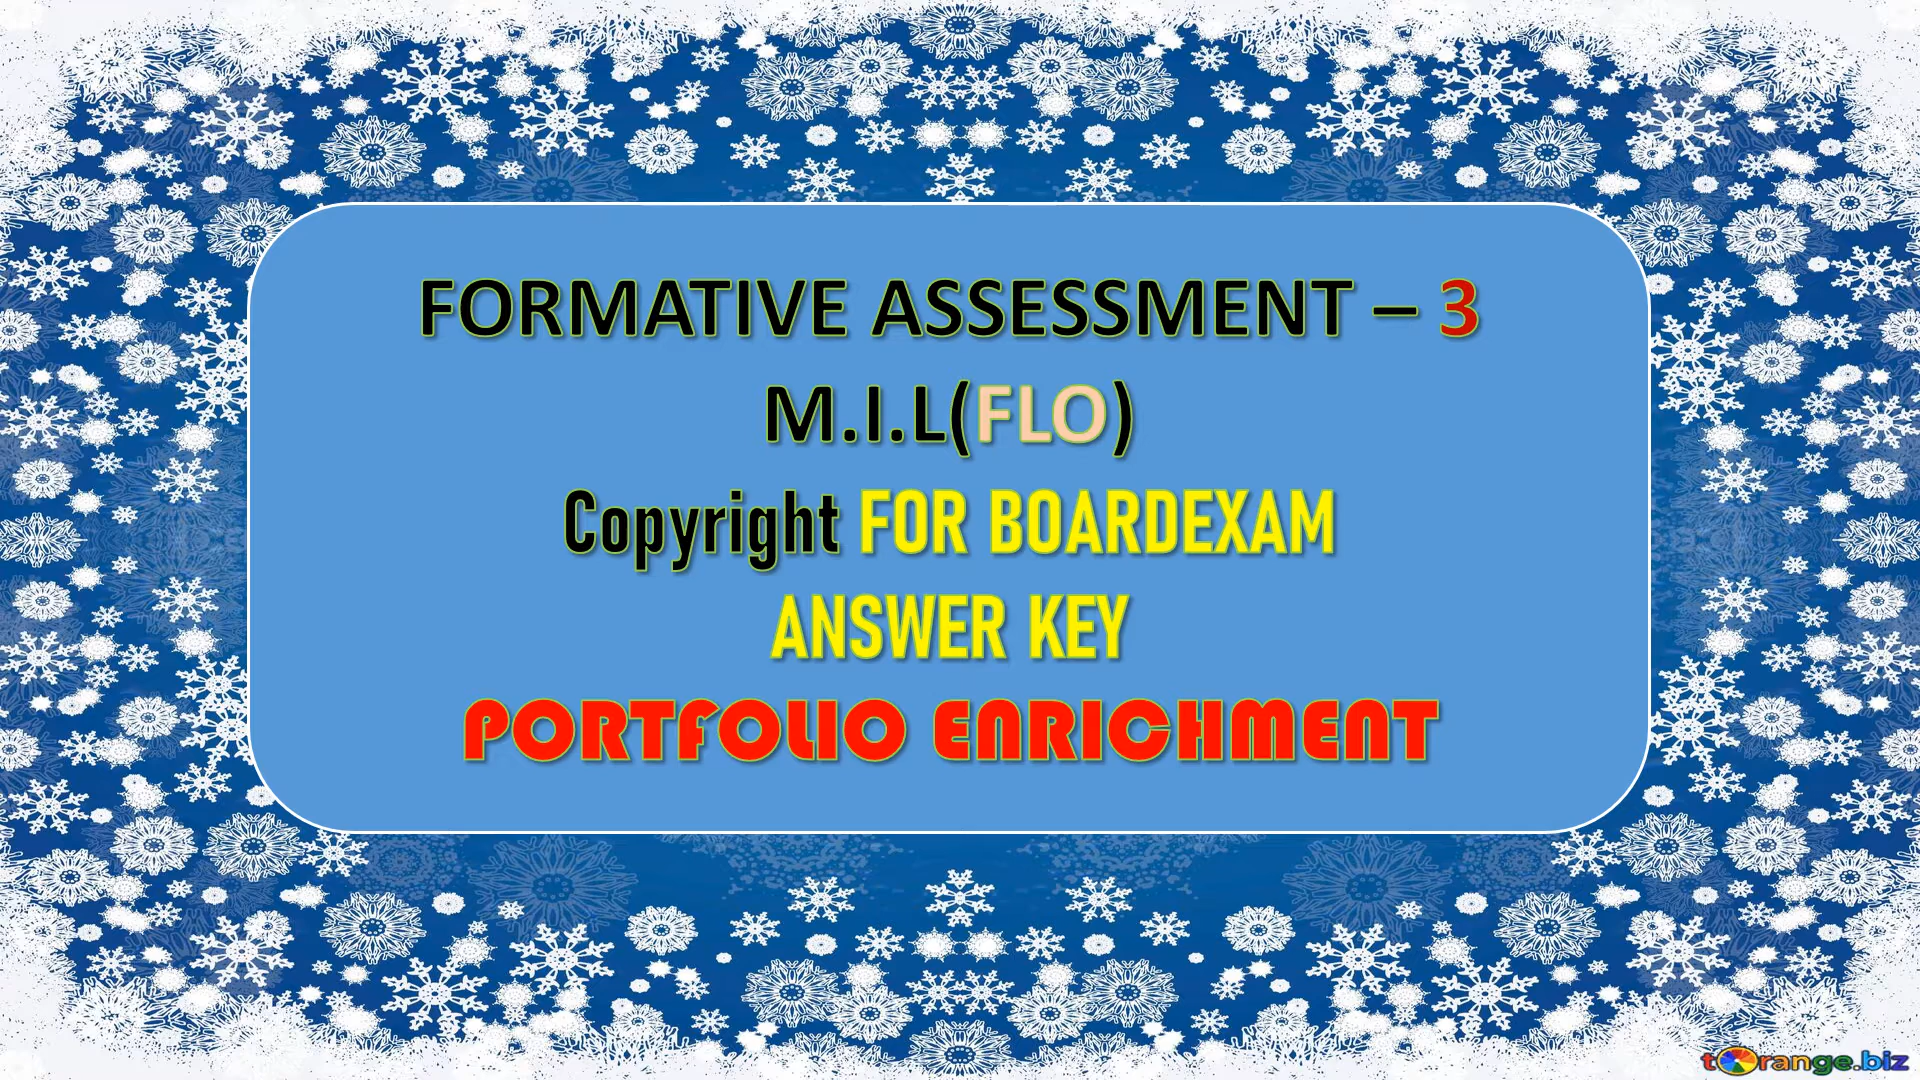 FORMATIVE ASSESSMENT – 3
M.I.L(FLO)
Copyright FOR BOARDEXAM
ANSWER KEY
PORTFOLIO ENRICHMENT
torange.biz